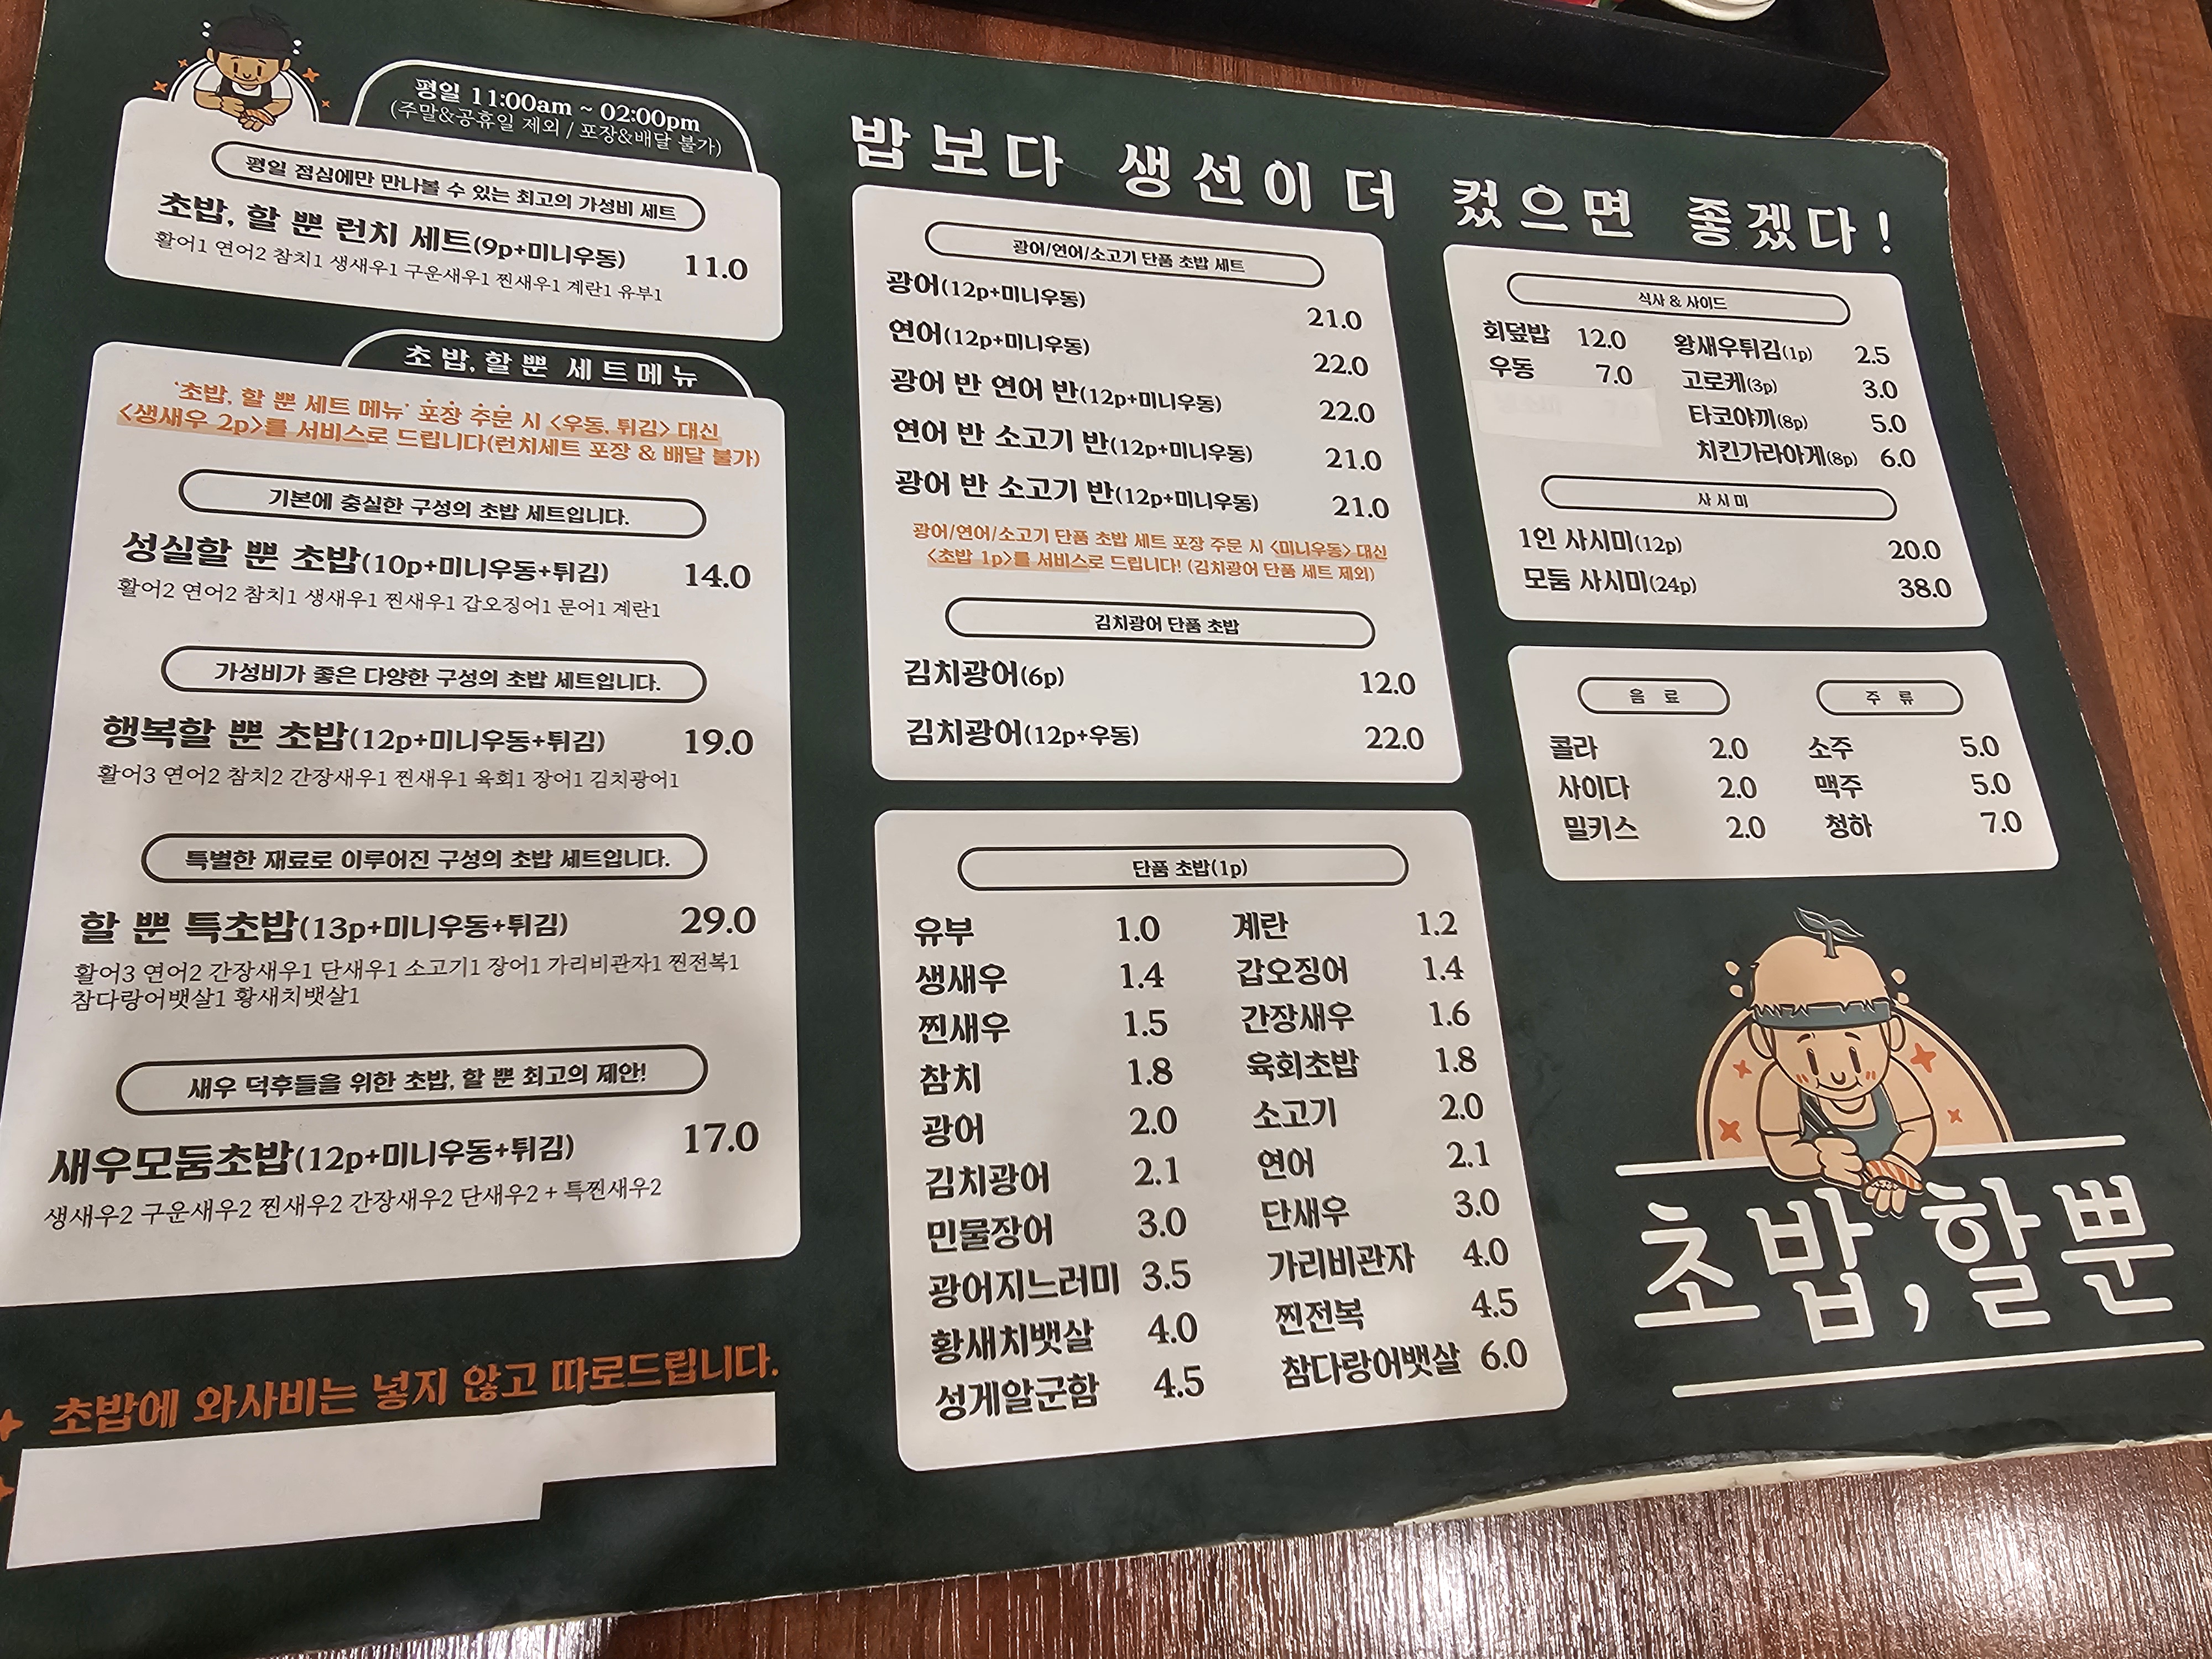 평일 11:00am ~ 02:00pm
(주말&공휴일 제외 / 포장&배달 불가)
평일 점심에만 만나볼 수 있는 최고의 가성비 세트
초밥, 할 뿐 런치 세트(9p+미니우동) 11.0
활어1 연어2 참치1 생새우1 구운새우1 찐새우1 계란1 유부1
초밥, 할 뿐 세트메뉴
'초밥, 할 뿐 세트 메뉴' 포장 주문 시 <우동, 튀김> 대신
<생새우 2p>를 서비스로 드립니다(런치세트 포장 & 배달 불가)
기본에 충실한 구성의 초밥 세트입니다.
성실할 뿐 초밥(10p+미니우동+튀김) 14.0
활어2 연어2 참치1 생새우1 찐새우1 갑오징어1 문어1 계란1
가성비가 좋은 다양한 구성의 초밥 세트입니다.
행복할 뿐 초밥(12p+미니우동+튀김) 19.0
활어3 연어2 참치2 간장새우1 찐새우1 육회1 장어1 김치광어1
특별한 재료로 이루어진 구성의 초밥 세트입니다.
할 뿐 특초밥(13p+미니우동+튀김) 29.0
활어3 연어2 간장새우1 단새우1 소고기1 장어1 가리비관자1 찐전복1
참다랑어뱃살1 황새치뱃살1
새우 덕후들을 위한 초밥, 할 뿐 최고의 제안!
새우모둠초밥(12p+미니우동+튀김) 17.0
생새우2 구운새우2 찐새우2 간장새우2 단새우2 + 특찐새우2
초밥에 와사비는 넣지 않고 따로드립니다.
밥보다 생선이 더 컸으면 좋겠다!
광어/연어/소고기 단품 초밥 세트
광어(12p+미니우동) 21.0
연어(12p+미니우동) 22.0
광어 반 연어 반(12p+미니우동) 22.0
연어 반 소고기 반(12p+미니우동) 21.0
광어 반 소고기 반(12p+미니우동) 21.0
광어/연어/소고기 단품 초밥 세트 포장 주문 시 <미니우동> 대신
<초밥 1p>를 서비스로 드립니다! (김치광어 단품 세트 제외)
김치광어 단품 초밥
김치광어(6p) 12.0
김치광어(12p+우동) 22.0
단품 초밥(1p)
유부 1.0 계란 1.2
생새우 1.4 갑오징어 1.4
찐새우 1.5 간장새우 1.6
참치 1.8 육회초밥 1.8
광어 2.0 소고기 2.0
김치광어 2.1 연어 2.1
민물장어 3.0 단새우 3.0
광어지느러미 3.5 가리비관자 4.0
황새치뱃살 4.0 찐전복 4.5
성게알군함 4.5 참다랑어뱃살 6.0
식사 & 사이드
회덮밥 12.0 왕새우튀김(1p) 2.5
우동 7.0 고로케(3p) 3.0
타코야끼(8p) 5.0
치킨가라아게(8p) 6.0
사시미
1인 사시미(12p) 20.0
모둠 사시미(24p) 38.0
음료 주류
콜라 2.0 소주 5.0
사이다 2.0 맥주 5.0
밀키스 2.0 청하 7.0
초밥, 할뿐